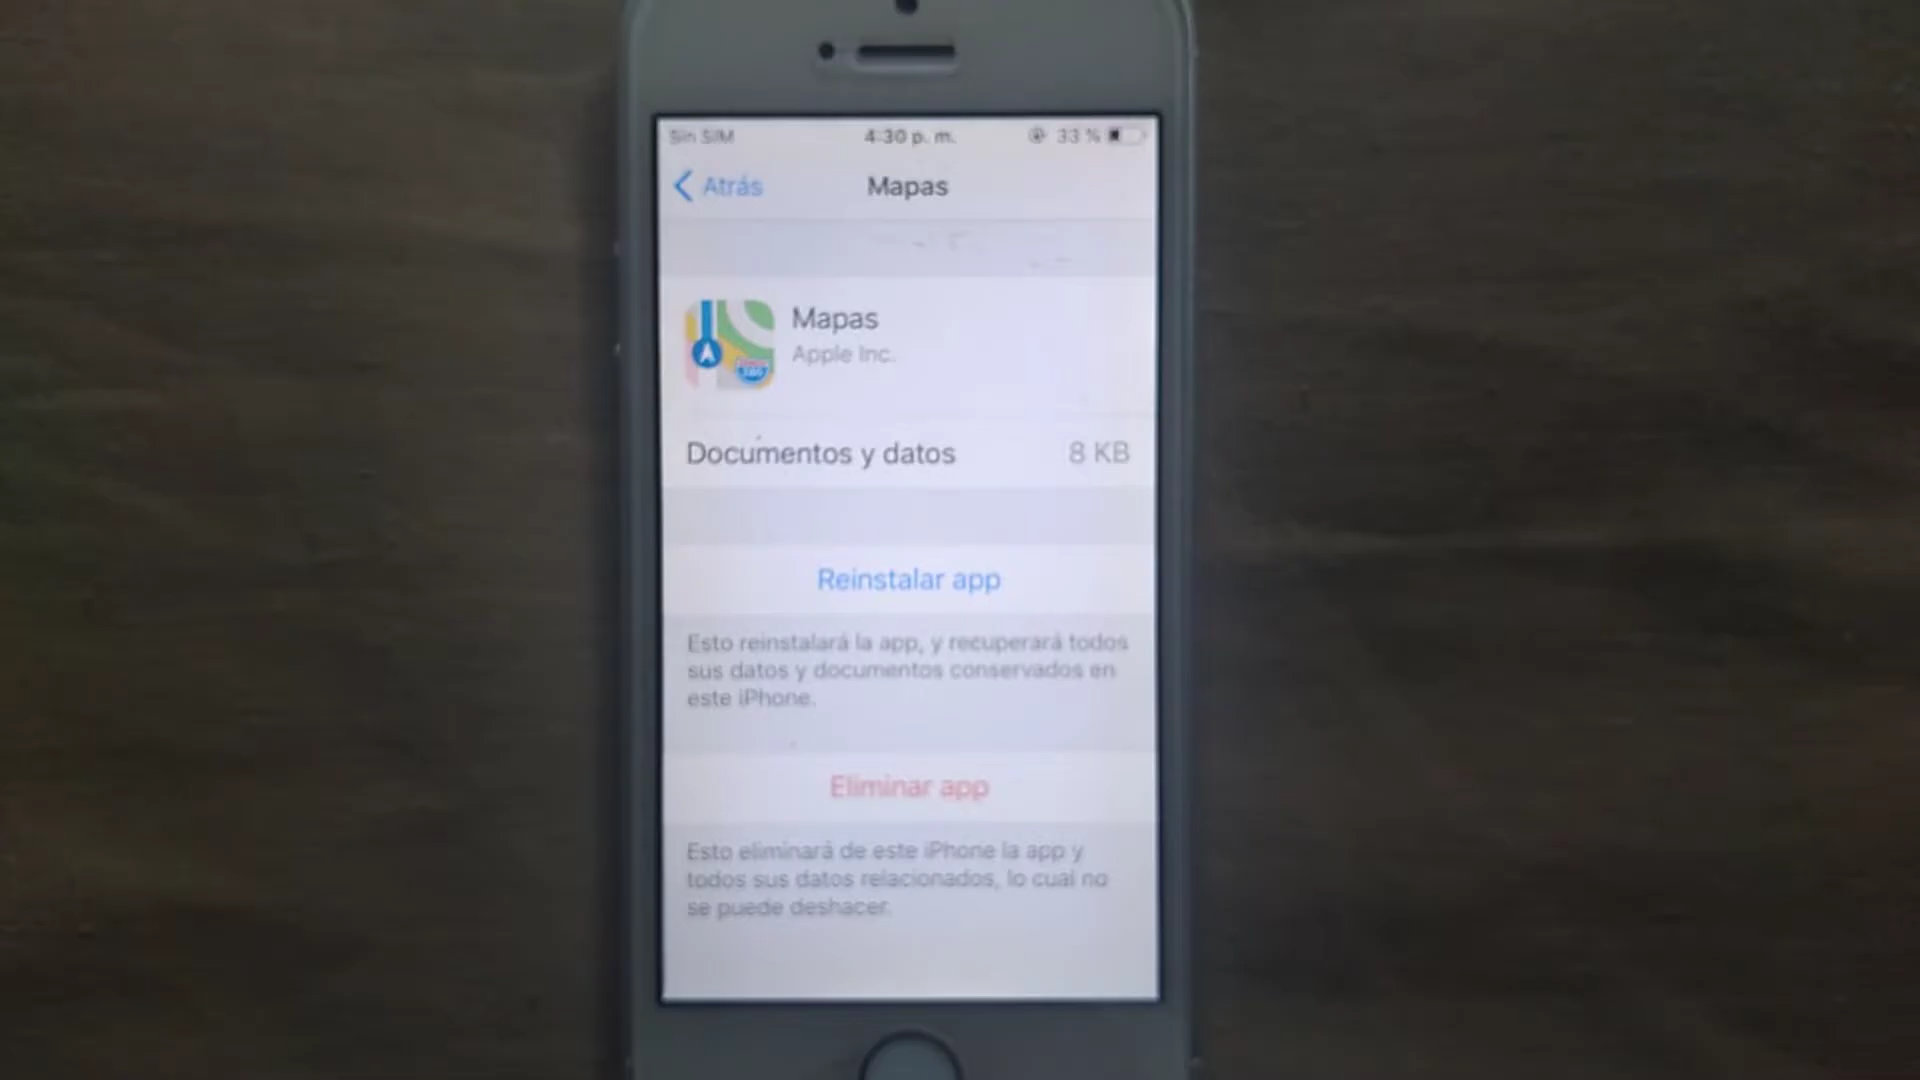 Sin SIM 4:30 p. m. 33 %
Atrás Mapas
Mapas
Apple Inc.
Documentos y datos 8 KB
Reinstalar app
Esto reinstalará la app, y recuperará todos
sus datos y documentos conservados en
este iPhone.
Eliminar app
Esto eliminará de este iPhone la app y
todos sus datos relacionados, lo cual no
se puede deshacer.